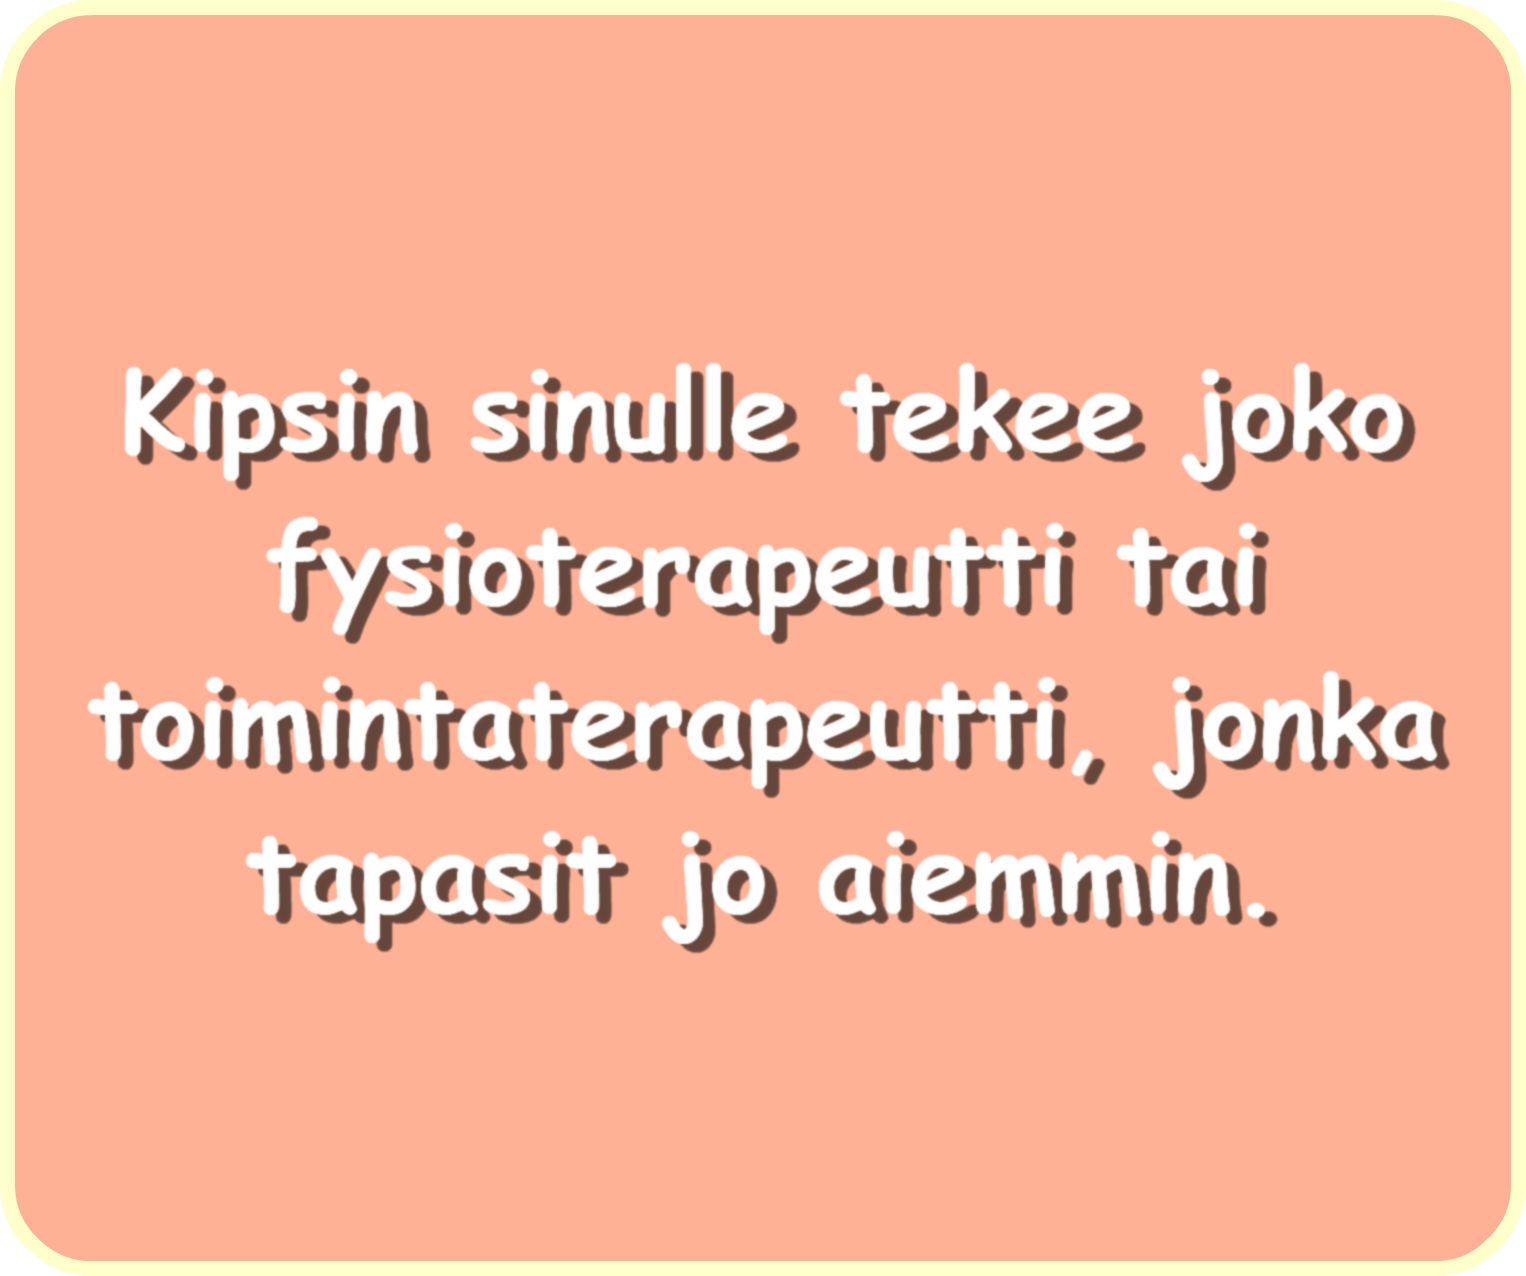 Kipsin sinulle tekee joko
fysioterapeutti tai
toimintaterapeutti, jonka
tapasit jo aiemmin.